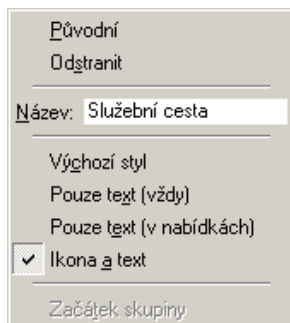 Původní
Odstranit
Název: Služební cesta
Výchozí styl
Pouze text (vždy)
Pouze text (v nabídkách)
Ikona a text
Začátek skupiny